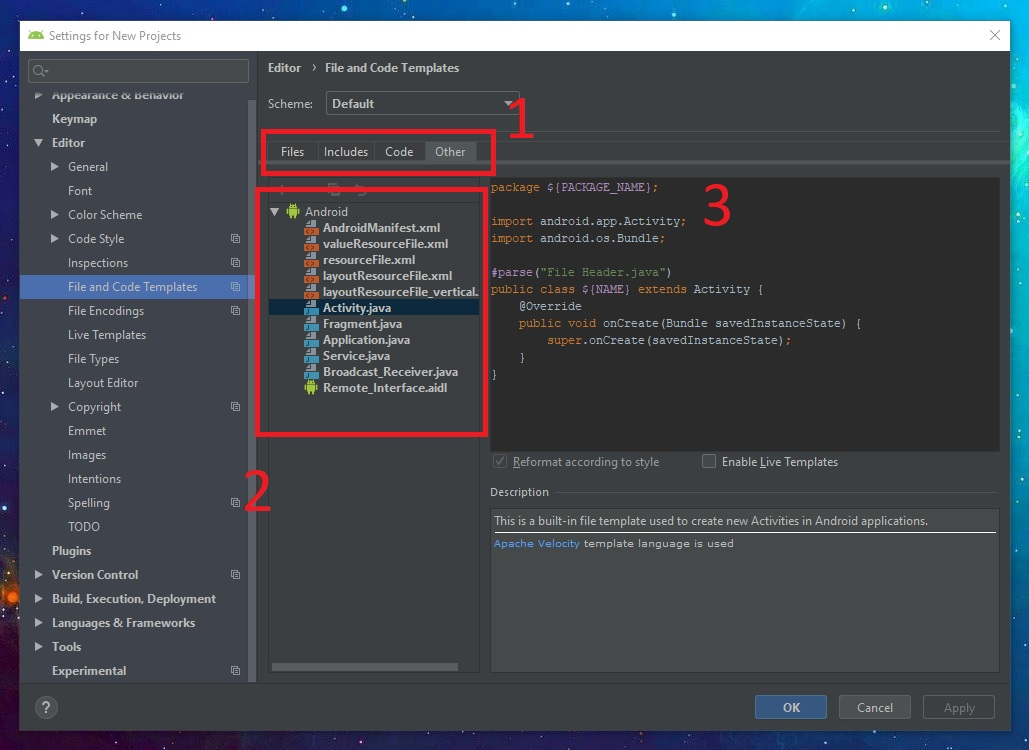 Settings for New Projects
Appearance & Behavior
Keymap
Editor
General
Font
Color Scheme
Code Style
Inspections
File and Code Templates
File Encodings
Live Templates
File Types
Layout Editor
Copyright
Emmet
Images
Intentions
Spelling
TODO
Plugins
Version Control
Build, Execution, Deployment
Languages & Frameworks
Tools
Experimental
Editor › File and Code Templates
Scheme: Default
1
Files Includes Code Other
2
Android
AndroidManifest.xml
valueResourceFile.xml
resourceFile.xml
layoutResourceFile.xml
layoutResourceFile_vertical.
Activity.java
Fragment.java
Application.java
Service.java
Broadcast_Receiver.java
Remote_Interface.aidl
3
package ${PACKAGE_NAME};
import android.app.Activity;
import android.os.Bundle;
#parse("File Header.java")
public class ${NAME} extends Activity {
@Override
public void onCreate(Bundle savedInstanceState) {
super.onCreate(savedInstanceState);
}
}
Reformat according to style Enable Live Templates
Description
This is a built-in file template used to create new Activities in Android applications.
Apache Velocity template language is used
? OK Cancel Apply